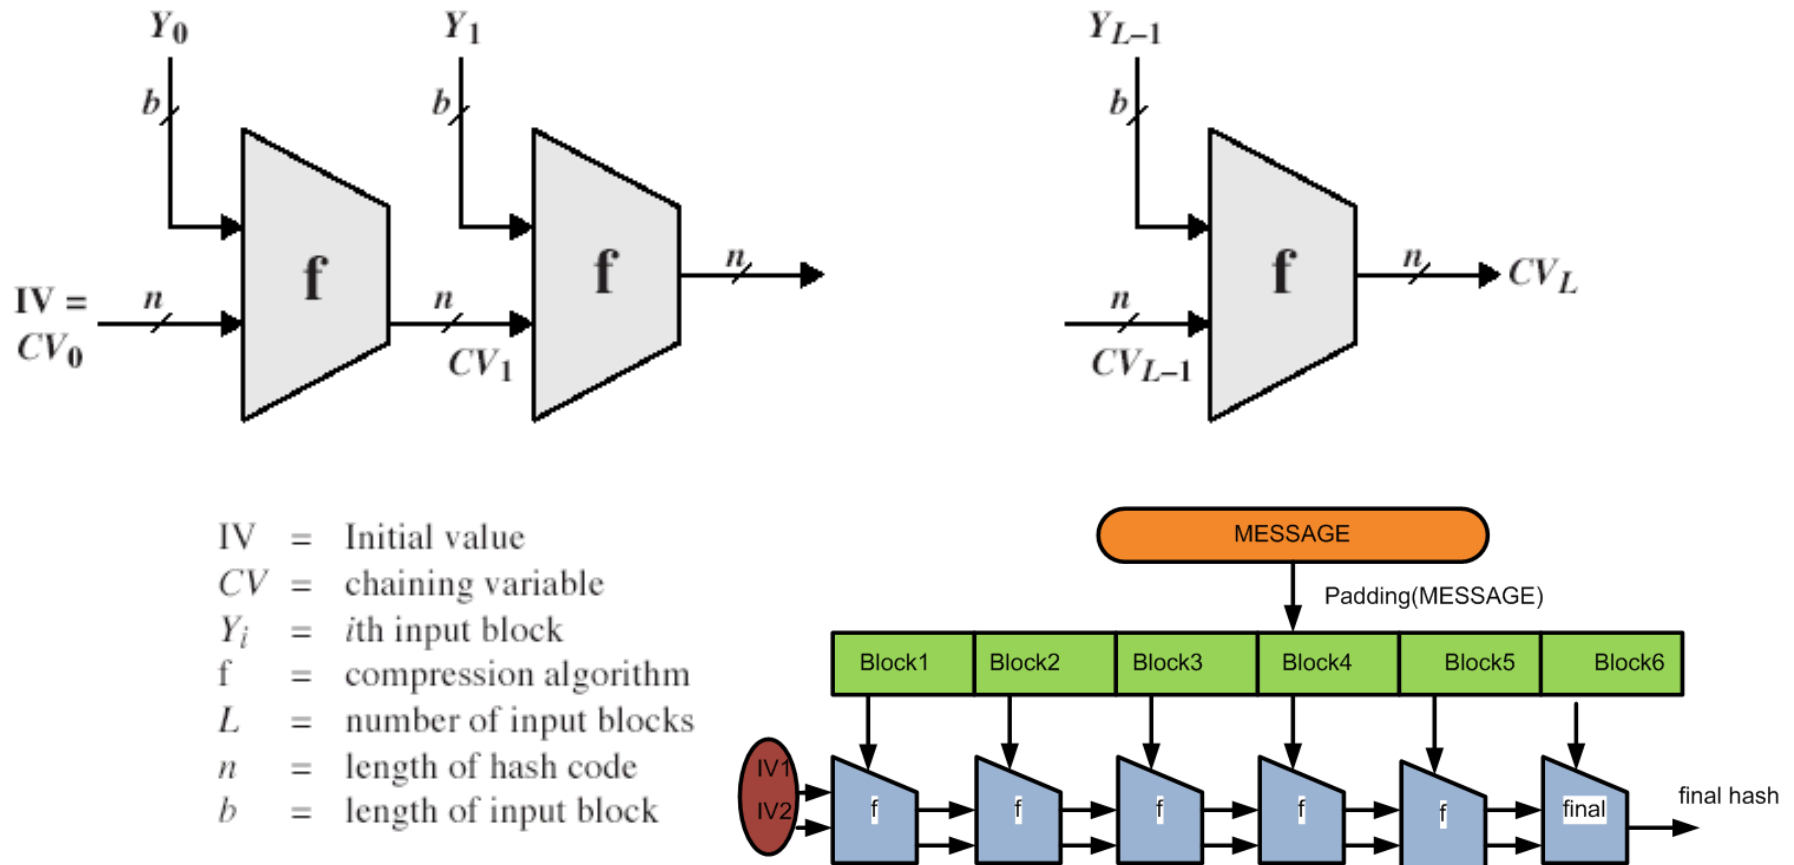 Y0 Y1 YL–1
b b b
f f f
IV = n n n n n CVL
CV0 CV1 CVL–1
IV = Initial value
CV = chaining variable
Yi = ith input block
f = compression algorithm
L = number of input blocks
n = length of hash code
b = length of input block
MESSAGE
Padding(MESSAGE)
Block1 Block2 Block3 Block4 Block5 Block6
IV1
IV2
f f f f f final
final hash